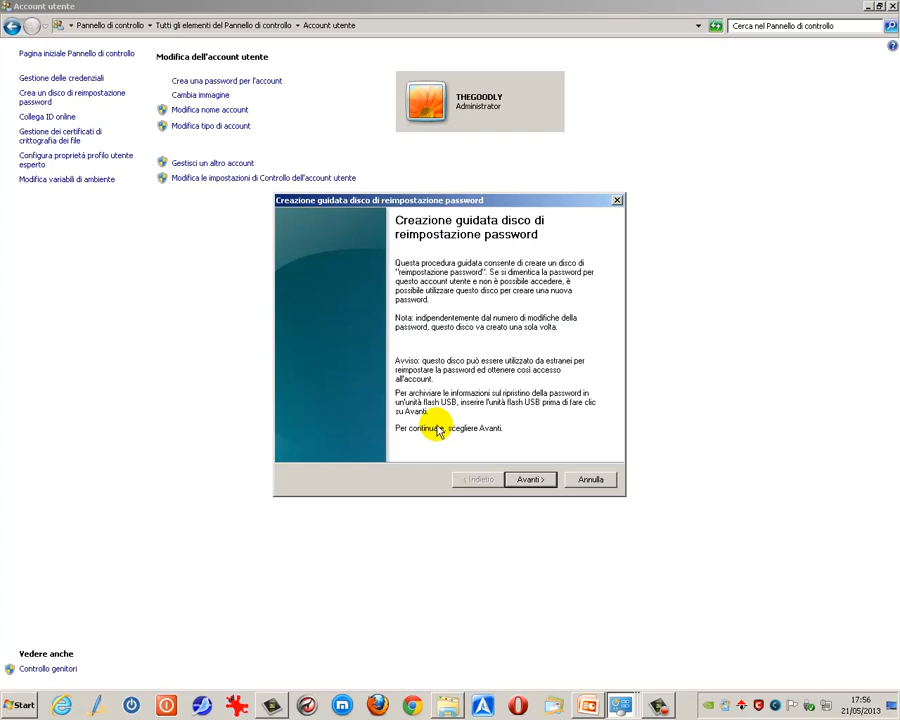 Account utente
Pannello di controllo
Tutti gli elementi del Pannello di controllo
Account utente
Cerca nel Pannello di controllo
Pagina iniziale Pannello di controllo
Gestione delle credenziali
Crea un disco di reimpostazione
password
Collega ID online
Gestione dei certificati di
crittografia dei file
Configura proprietà profilo utente
esperto
Modifica variabili di ambiente
Modifica dell'account utente
Crea una password per l'account
Cambia immagine
Modifica nome account
Modifica tipo di account
Gestisci un altro account
Modifica le impostazioni di Controllo dell'account utente
THEGOODLY
Administrator
Creazione guidata disco di reimpostazione password
Creazione guidata disco di
reimpostazione password
Questa procedura guidata consente di creare un disco di
"reimpostazione password". Se si dimentica la password per
questo account utente e non è possibile accedere, è
possibile utilizzare questo disco per creare una nuova
password.
Nota: indipendentemente dal numero di modifiche della
password, questo disco va creato una sola volta.
Avviso: questo disco può essere utilizzato da estranei per
reimpostare la password ed ottenere così accesso
all'account.
Per archiviare le informazioni sul ripristino della password in
un'unità flash USB, inserire l'unità flash USB prima di fare clic
su Avanti.
Per continuare, scegliere Avanti.
< Indietro
Avanti >
Annulla
Vedere anche
Controllo genitori
Start
17:56
21/05/2013